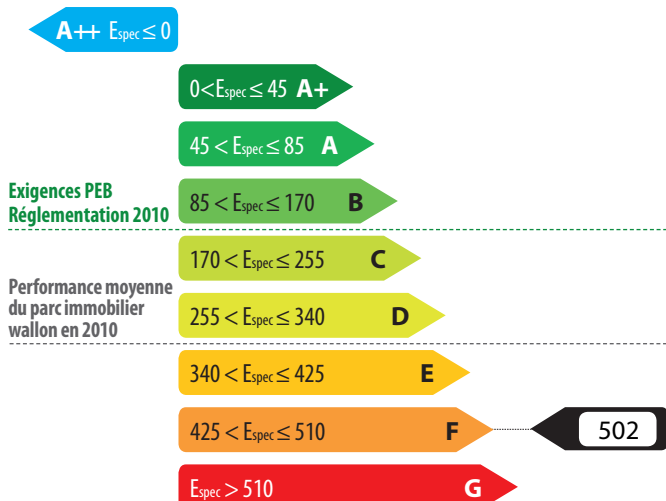 A++ Espec ≤ 0
0<Espec ≤ 45 A+
45 < Espec ≤ 85 A
Exigences PEB
Réglementation 2010
85 < Espec ≤ 170 B
170 < Espec ≤ 255 C
Performance moyenne
du parc immobilier
wallon en 2010
255 < Espec ≤ 340 D
340 < Espec ≤ 425 E
425 < Espec ≤ 510 F
502
Espec > 510 G